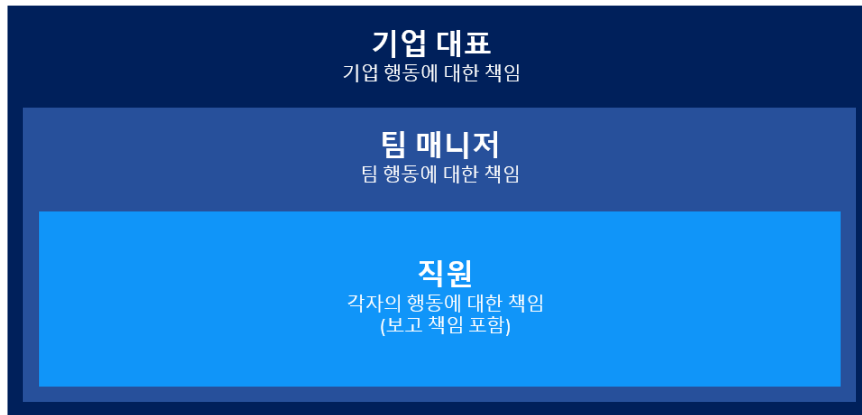 기업 대표
기업 행동에 대한 책임
팀 매니저
팀 행동에 대한 책임
직원
각자의 행동에 대한 책임
(보고 책임 포함)